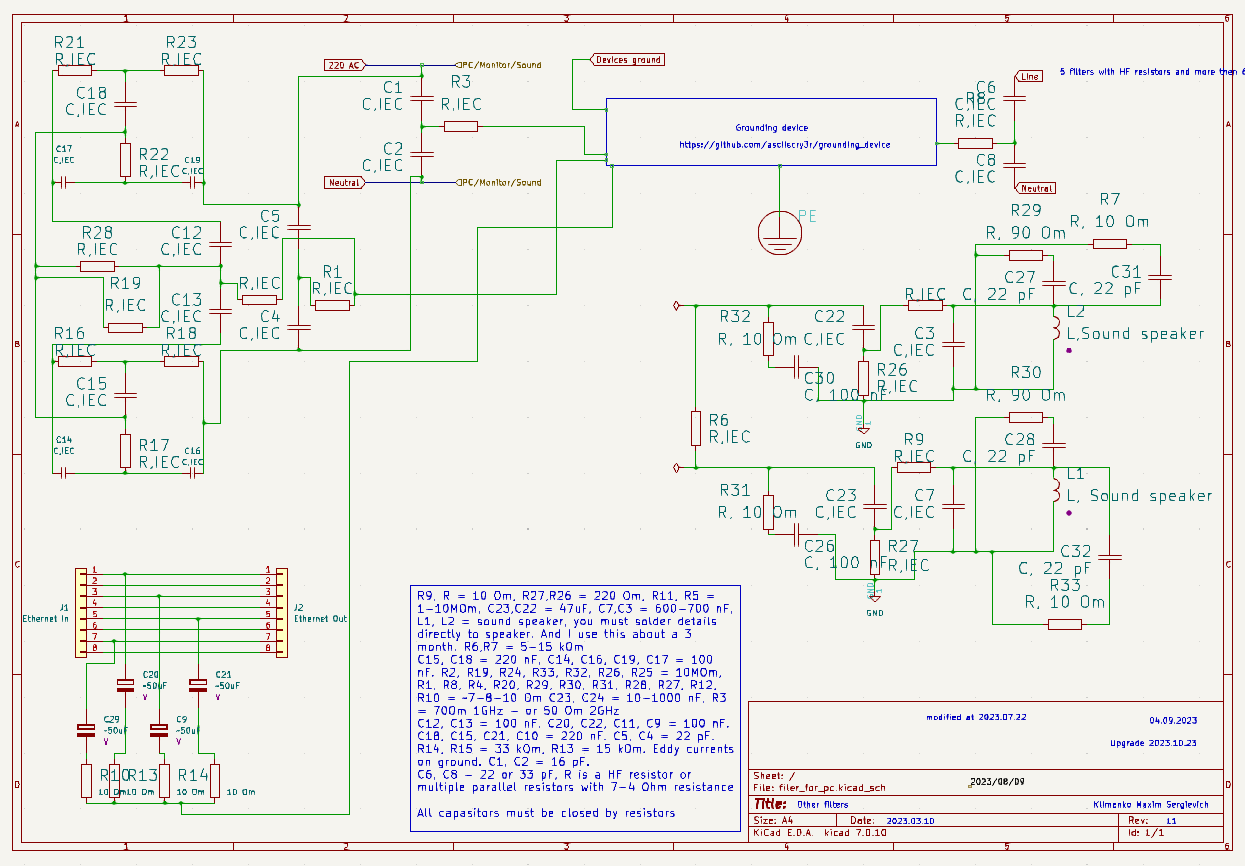 1 2 3 4 5 6
R21
R,IEC
R23
R,IEC
C18
C,IEC
C17
C,IEC
R22
R,IEC
C19
C,IEC
220 AC
PC/Monitor/Sound
C1
C,IEC
R3
R,IEC
C2
C,IEC
Neutral
PC/Monitor/Sound
Devices ground
Grounding device
https://github.com/asciiscry3r/grounding_device
PE
Line
5 filters with HF resistors and more then 6
C6
C,IEC
R8
R,IEC
C8
C,IEC
Neutral
A
A
R28
R,IEC
C12
C,IEC
C5
C,IEC
R19
R,IEC
C13
C,IEC
R,IEC
R1
R,IEC
C4
C,IEC
R16
R,IEC
R18
R,IEC
C15
C,IEC
C14
C,IEC
R17
R,IEC
C16
C,IEC
B
B
R29
R, 90 Om
R7
R, 10 Om
C27
C, 22 pF
C31
C, 22 pF
R32
R, 10 Om
C22
C,IEC
R,IEC
C3
C,IEC
L2
L,Sound speaker
C30
C, 100 nF
R26
R,IEC
GND
1
GND
R30
R, 90 Om
R6
R,IEC
R9
R,IEC
C28
C, 22 pF
R31
R, 10 Om
C23
C,IEC
C7
C,IEC
L1
L, Sound speaker
C26
C, 100 nF
R27
R,IEC
GND
1
GND
C32
C, 22 pF
R33
R, 10 Om
C
C
J1
Ethernet In
1
2
3
4
5
6
7
8
1
2
3
4
5
6
7
8
J2
Ethernet Out
C20
~50uF
V
C21
~50uF
V
C29
~50uF
V
C9
~50uF
V
R10
R13
R14
10 Om
10 Om
10 Om
10 Om
D
D
R9, R = 10 Om, R27,R26 = 220 Om, R11, R5 =
1-10MOm, C23,C22 = 47uF, C7,C3 = 600-700 nF,
L1, L2 = sound speaker, you must solder details
directly to speaker. And I use this about a 3
month. R6,R7 = 5-15 kOm
C15, C18 = 220 nF, C14, C16, C19, C17 = 100
nF. R2, R19, R24, R33, R32, R26, R25 = 10MOm,
R1, R8, R4, R20, R29, R30, R31, R28, R27, R12,
R10 = ~7-8-10 Om C23, C24 = 10-1000 nF, R3
= 700m 1GHz - or 50 Om 2GHz
C12, C13 = 100 nF. C20, C22, C11, C9 = 100 nF.
C18, C15, C21, C10 = 220 nF. C5, C4 = 22 pF.
R14, R15 = 33 kOm, R13 = 15 kOm. Eddy currents
on ground. C1, C2 = 16 pF.
C6, C8 - 22 or 33 pF, R is a HF resistor or
multiple parallel resistors with 7-4 Ohm resistance
All capasitors must be closed by resistors
modified at 2023.07.22
04.09.2023
Upgrade 2023.10.23
2023/08/09
Sheet: /
File: filer_for_pc.kicad_sch
Title: Other filters
Klimenko Maxim Sergievich
Size: A4
Date: 2023.03.10
Rev: 1.1
KiCad E.D.A. kicad 7.0.10
Id: 1/1
1 2 3 4 5 6